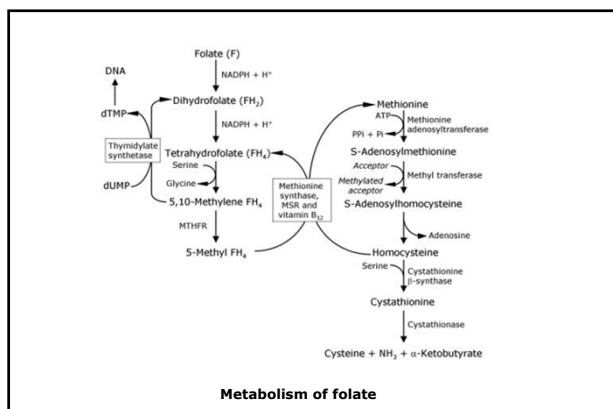 Folate (F)
NADPH + H⁺
DNA
Dihydrofolate (FH₂)
dTMP
NADPH + H⁺
Thymidylate
synthetase
Tetrahydrofolate (FH₄)
Serine
Glycine
dUMP
5,10-Methylene FH₄
MTHFR
5-Methyl FH₄
Methionine
synthase,
MSR and
vitamin B₁₂
Methionine
ATP
Methionine
adenosyltransferase
PPi + Pi
S-Adenosylmethionine
Acceptor
Methyl transferase
Methylated
acceptor
S-Adenosylhomocysteine
Adenosine
Homocysteine
Serine
Cystathionine
β-synthase
Cystathionine
Cystathionase
Cysteine + NH₃ + α-Ketobutyrate
Metabolism of folate